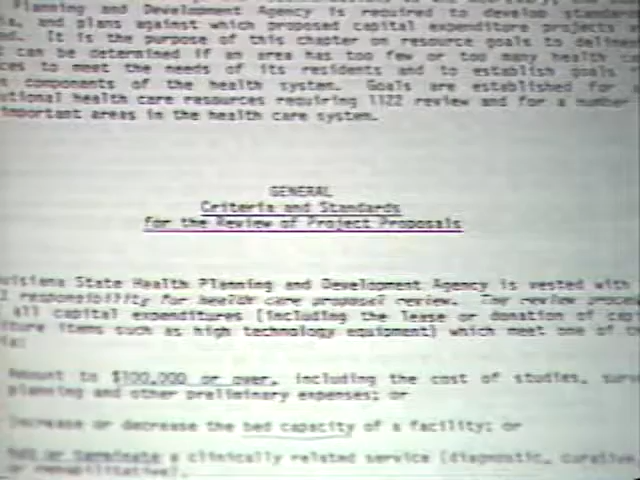 Planning and Development Agency is required to develop
and plans against which proposed capital expenditure projects
It is the purpose of this chapter on resource goals to
can be determined if an area has too few or too many health
to meet the needs of its residents and to establish goals
components of the health system. Goals are established for
health care resources requiring 1122 review and for a number
areas in the health care system.
GENERAL
Criteria and Standards
for the Review of Project Proposals
State Health Planning and Development Agency is vested with
responsibility for health care proposal review. The review
all capital expenditures (including the lease or donation of
items such as high technology equipment) which meet one of
Amount to $100,000 or over, including the cost of studies,
planning and other preliminary expenses; or
Increase or decrease the bed capacity of a facility; or
Add or terminate a clinically related service (diagnostic, curative
or rehabilitative).